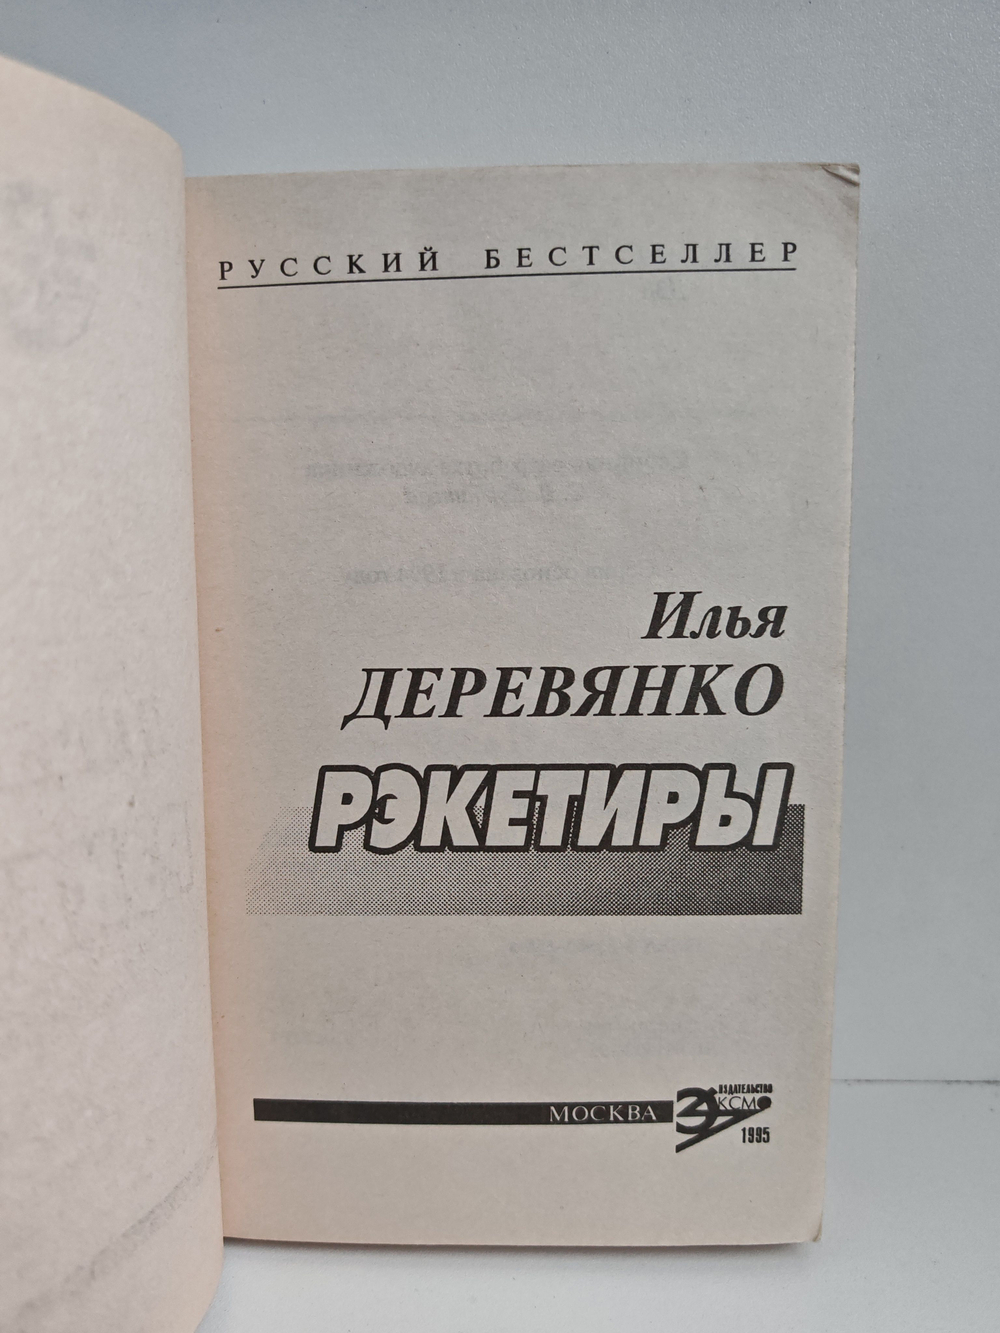 РУССКИЙ БЕСТСЕЛЛЕР
Илья
ДЕРЕВЯНКО
РЭКЕТИРЫ
МОСКВА
ИЗДАТЕЛЬСТВО
ЭКСМО
1995